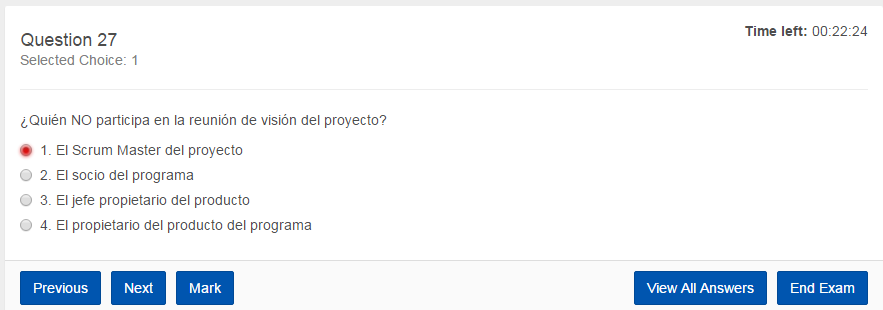 Question 27
Time left: 00:22:24
Selected Choice: 1
¿Quién NO participa en la reunión de visión del proyecto?
1. El Scrum Master del proyecto
2. El socio del programa
3. El jefe propietario del producto
4. El propietario del producto del programa
Previous Next Mark View All Answers End Exam